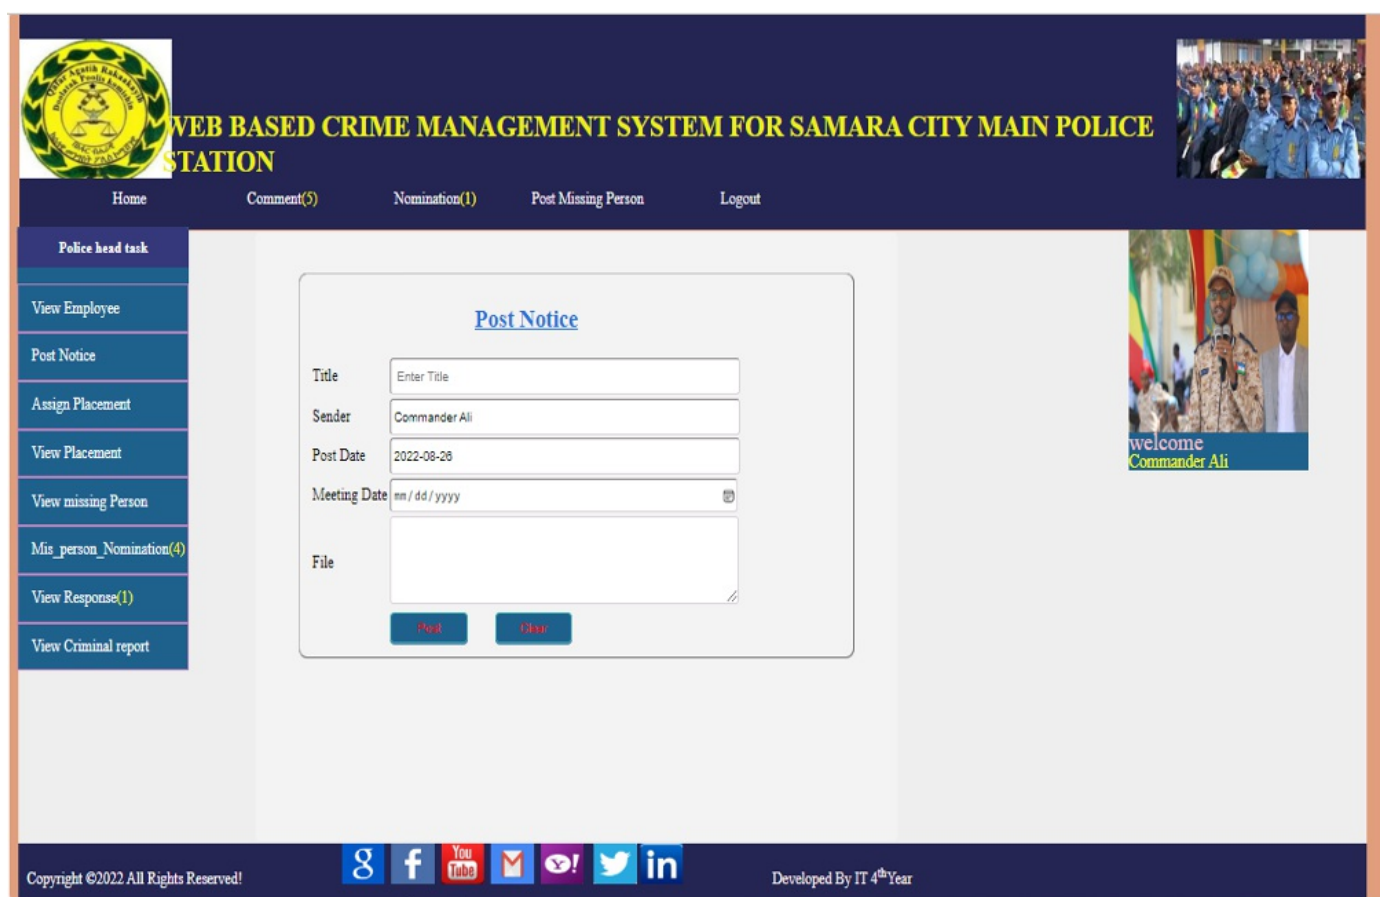 WEB BASED CRIME MANAGEMENT SYSTEM FOR SAMARA CITY MAIN POLICE
STATION
Home Comment(5) Nomination(1) Post Missing Person Logout
Police head task
View Employee
Post Notice
Assign Placement
View Placement
View missing Person
Mis_person_Nomination(4)
View Response(1)
View Criminal report
Post Notice
Title Enter Title
Sender Commander Ali
Post Date 2022-08-26
Meeting Date mm/dd/yyyy
File
Post Clear
welcome
Commander Ali
Copyright ©2022 All Rights Reserved!
8 f You Tube M Y! in
Developed By IT 4th Year